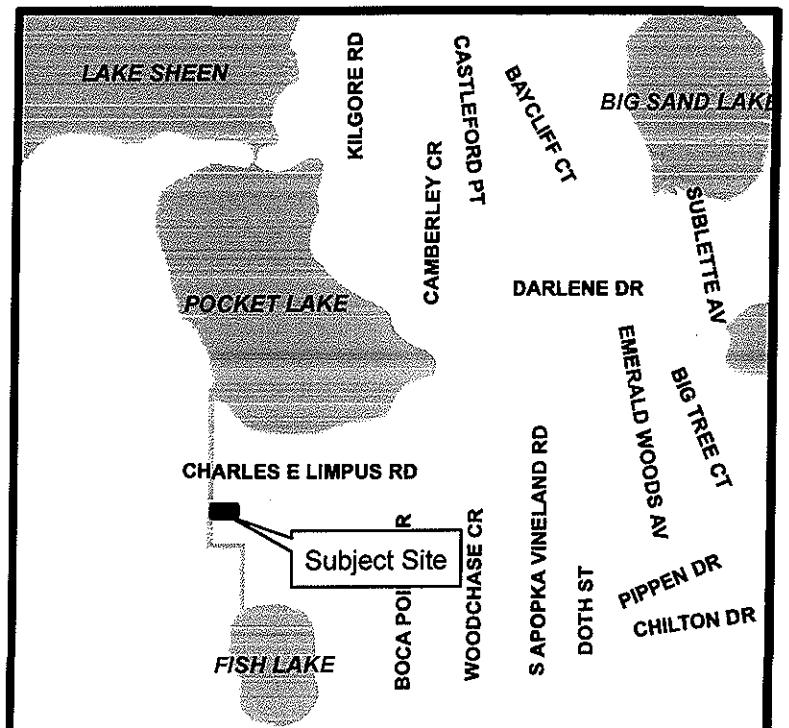 LAKE SHEEN
KILGORE RD
CASTLEFORD PT
BAYCLIFF CT
BIG SAND LAKE
CAMBERLEY CR
SUBLETTE AV
POCKET LAKE
DARLENE DR
EMERALD WOODS AV
BIG TREE CT
CHARLES E LIMPUS RD
S APOPKA VINELAND RD
Subject Site
BOCA R
WOODCHASE CR
DOTH ST
PIPPEN DR
CHILTON DR
FISH LAKE